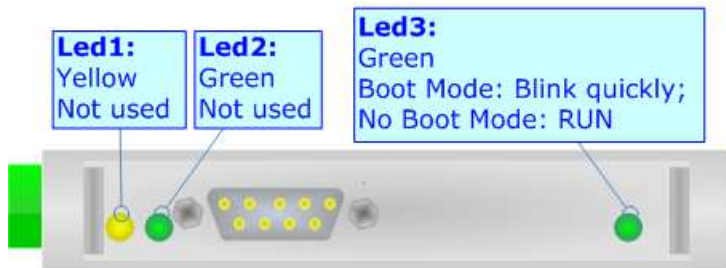 Led1:
Yellow
Not used
Led2:
Green
Not used
Led3:
Green
Boot Mode: Blink quickly;
No Boot Mode: RUN